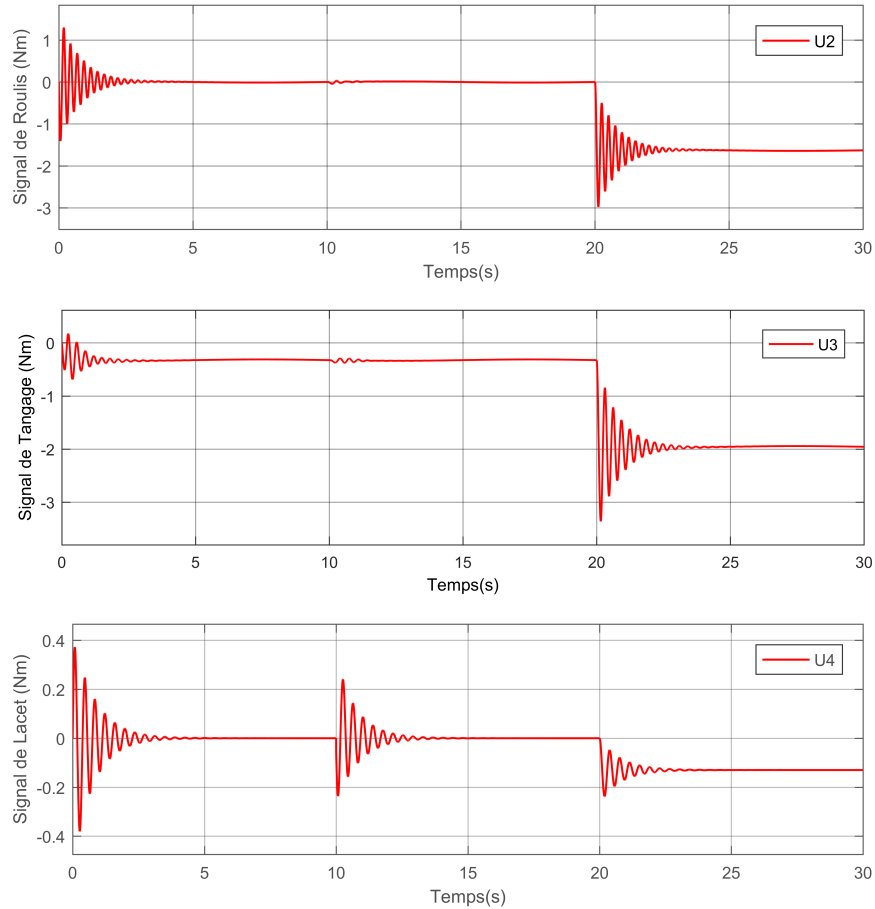 Signal de Roulis (Nm)
1
0
-1
-2
-3
U2
0 5 10 15 20 25 30
Temps(s)
Signal de Tangage (Nm)
0
-1
-2
-3
U3
0 5 10 15 20 25 30
Temps(s)
Signal de Lacet (Nm)
0.4
0.2
0
-0.2
-0.4
U4
0 5 10 15 20 25 30
Temps(s)